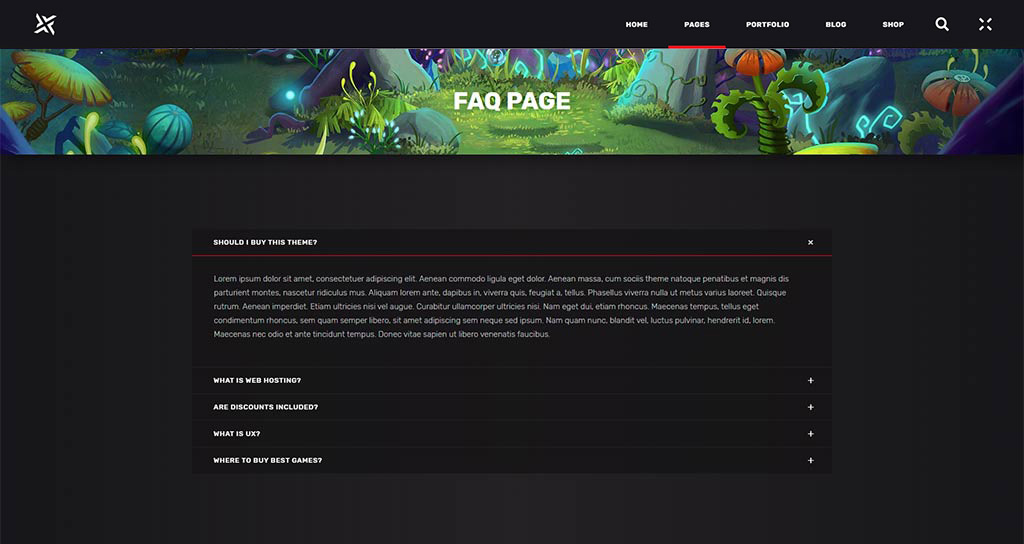 HOME PAGES PORTFOLIO BLOG SHOP
FAQ PAGE
SHOULD I BUY THIS THEME?
Lorem ipsum dolor sit amet, consectetuer adipiscing elit. Aenean commodo ligula eget dolor. Aenean massa, cum sociis theme natoque penatibus et magnis dis
parturient montes, nascetur ridiculus mus. Aliquam lorem ante, dapibus in, viverra quis, feugiat a, tellus. Phasellus viverra nulla ut metus varius laoreet. Quisque
rutrum. Aenean imperdiet. Etiam ultricies nisi vel augue. Curabitur ullamcorper ultricies nisi. Nam eget dui, etiam rhoncus. Maecenas tempus, tellus eget
condimentum rhoncus, sem quam semper libero, sit amet adipiscing sem neque sed ipsum. Nam quam nunc, blandit vel, luctus pulvinar, hendrerit id, lorem.
Maecenas nec odio et ante tincidunt tempus. Donec vitae sapien ut libero venenatis faucibus.
WHAT IS WEB HOSTING?
ARE DISCOUNTS INCLUDED?
WHAT IS UX?
WHERE TO BUY BEST GAMES?